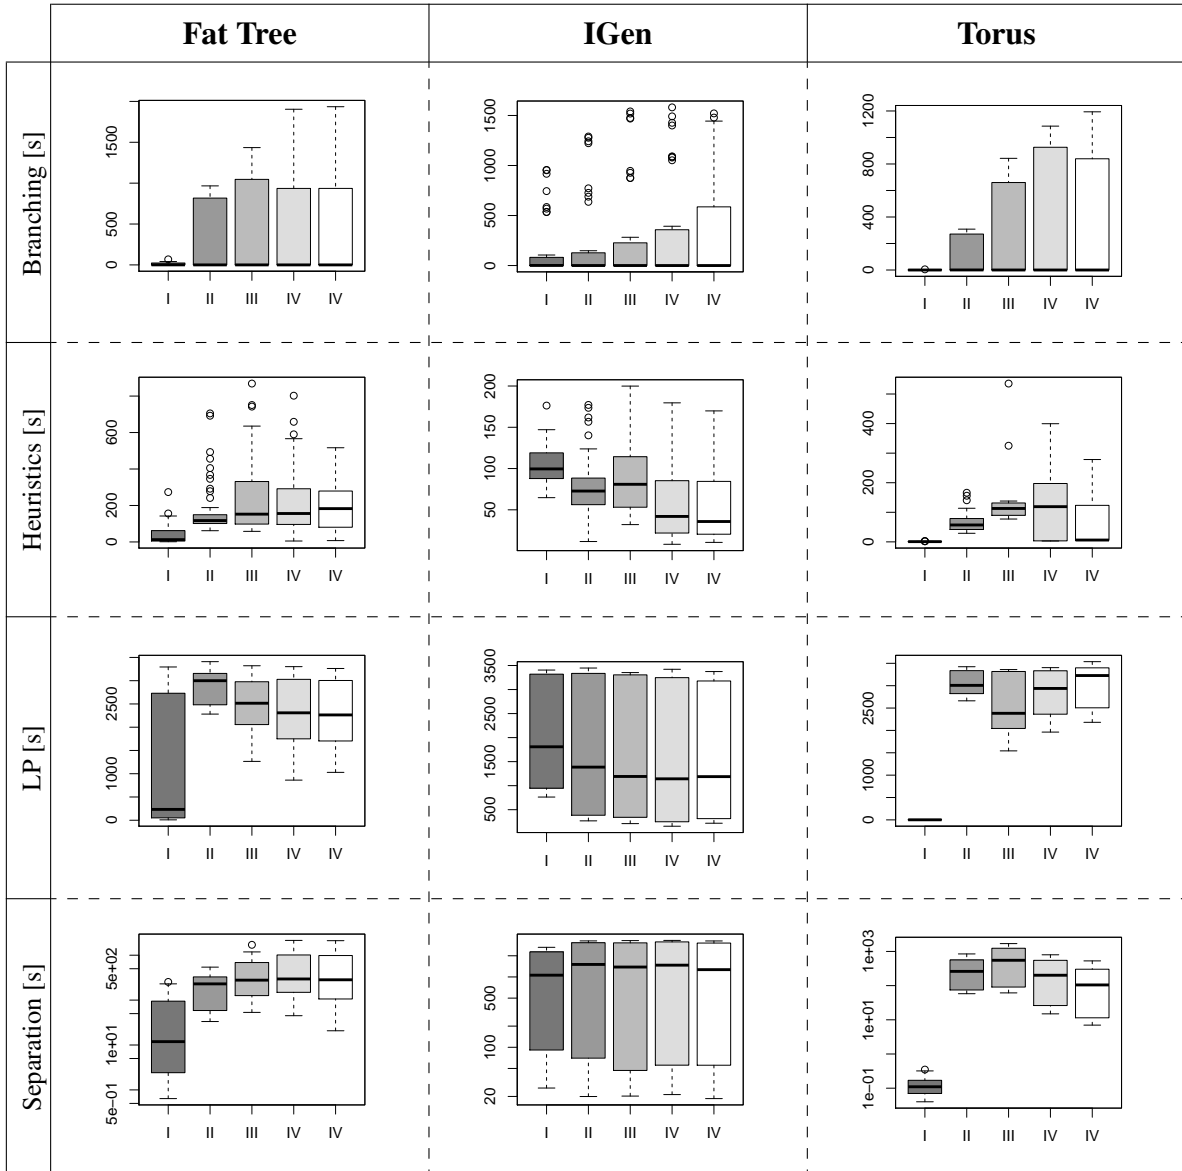 Fat Tree IGen Torus
Branching [s]
0 500 1500
I II III IV IV
0 500 1000 1500
I II III IV IV
0 400 800 1200
I II III IV IV
Heuristics [s]
0 200 600
I II III IV IV
50 100 150 200
I II III IV IV
0 200 400
I II III IV IV
LP [s]
0 1000 2500
I II III IV IV
500 1500 2500 3500
I II III IV IV
0 1000 2500
I II III IV IV
Separation [s]
5e-01 1e+01 5e+02
I II III IV IV
20 100 500
I II III IV IV
1e-01 1e+01 1e+03
I II III IV IV